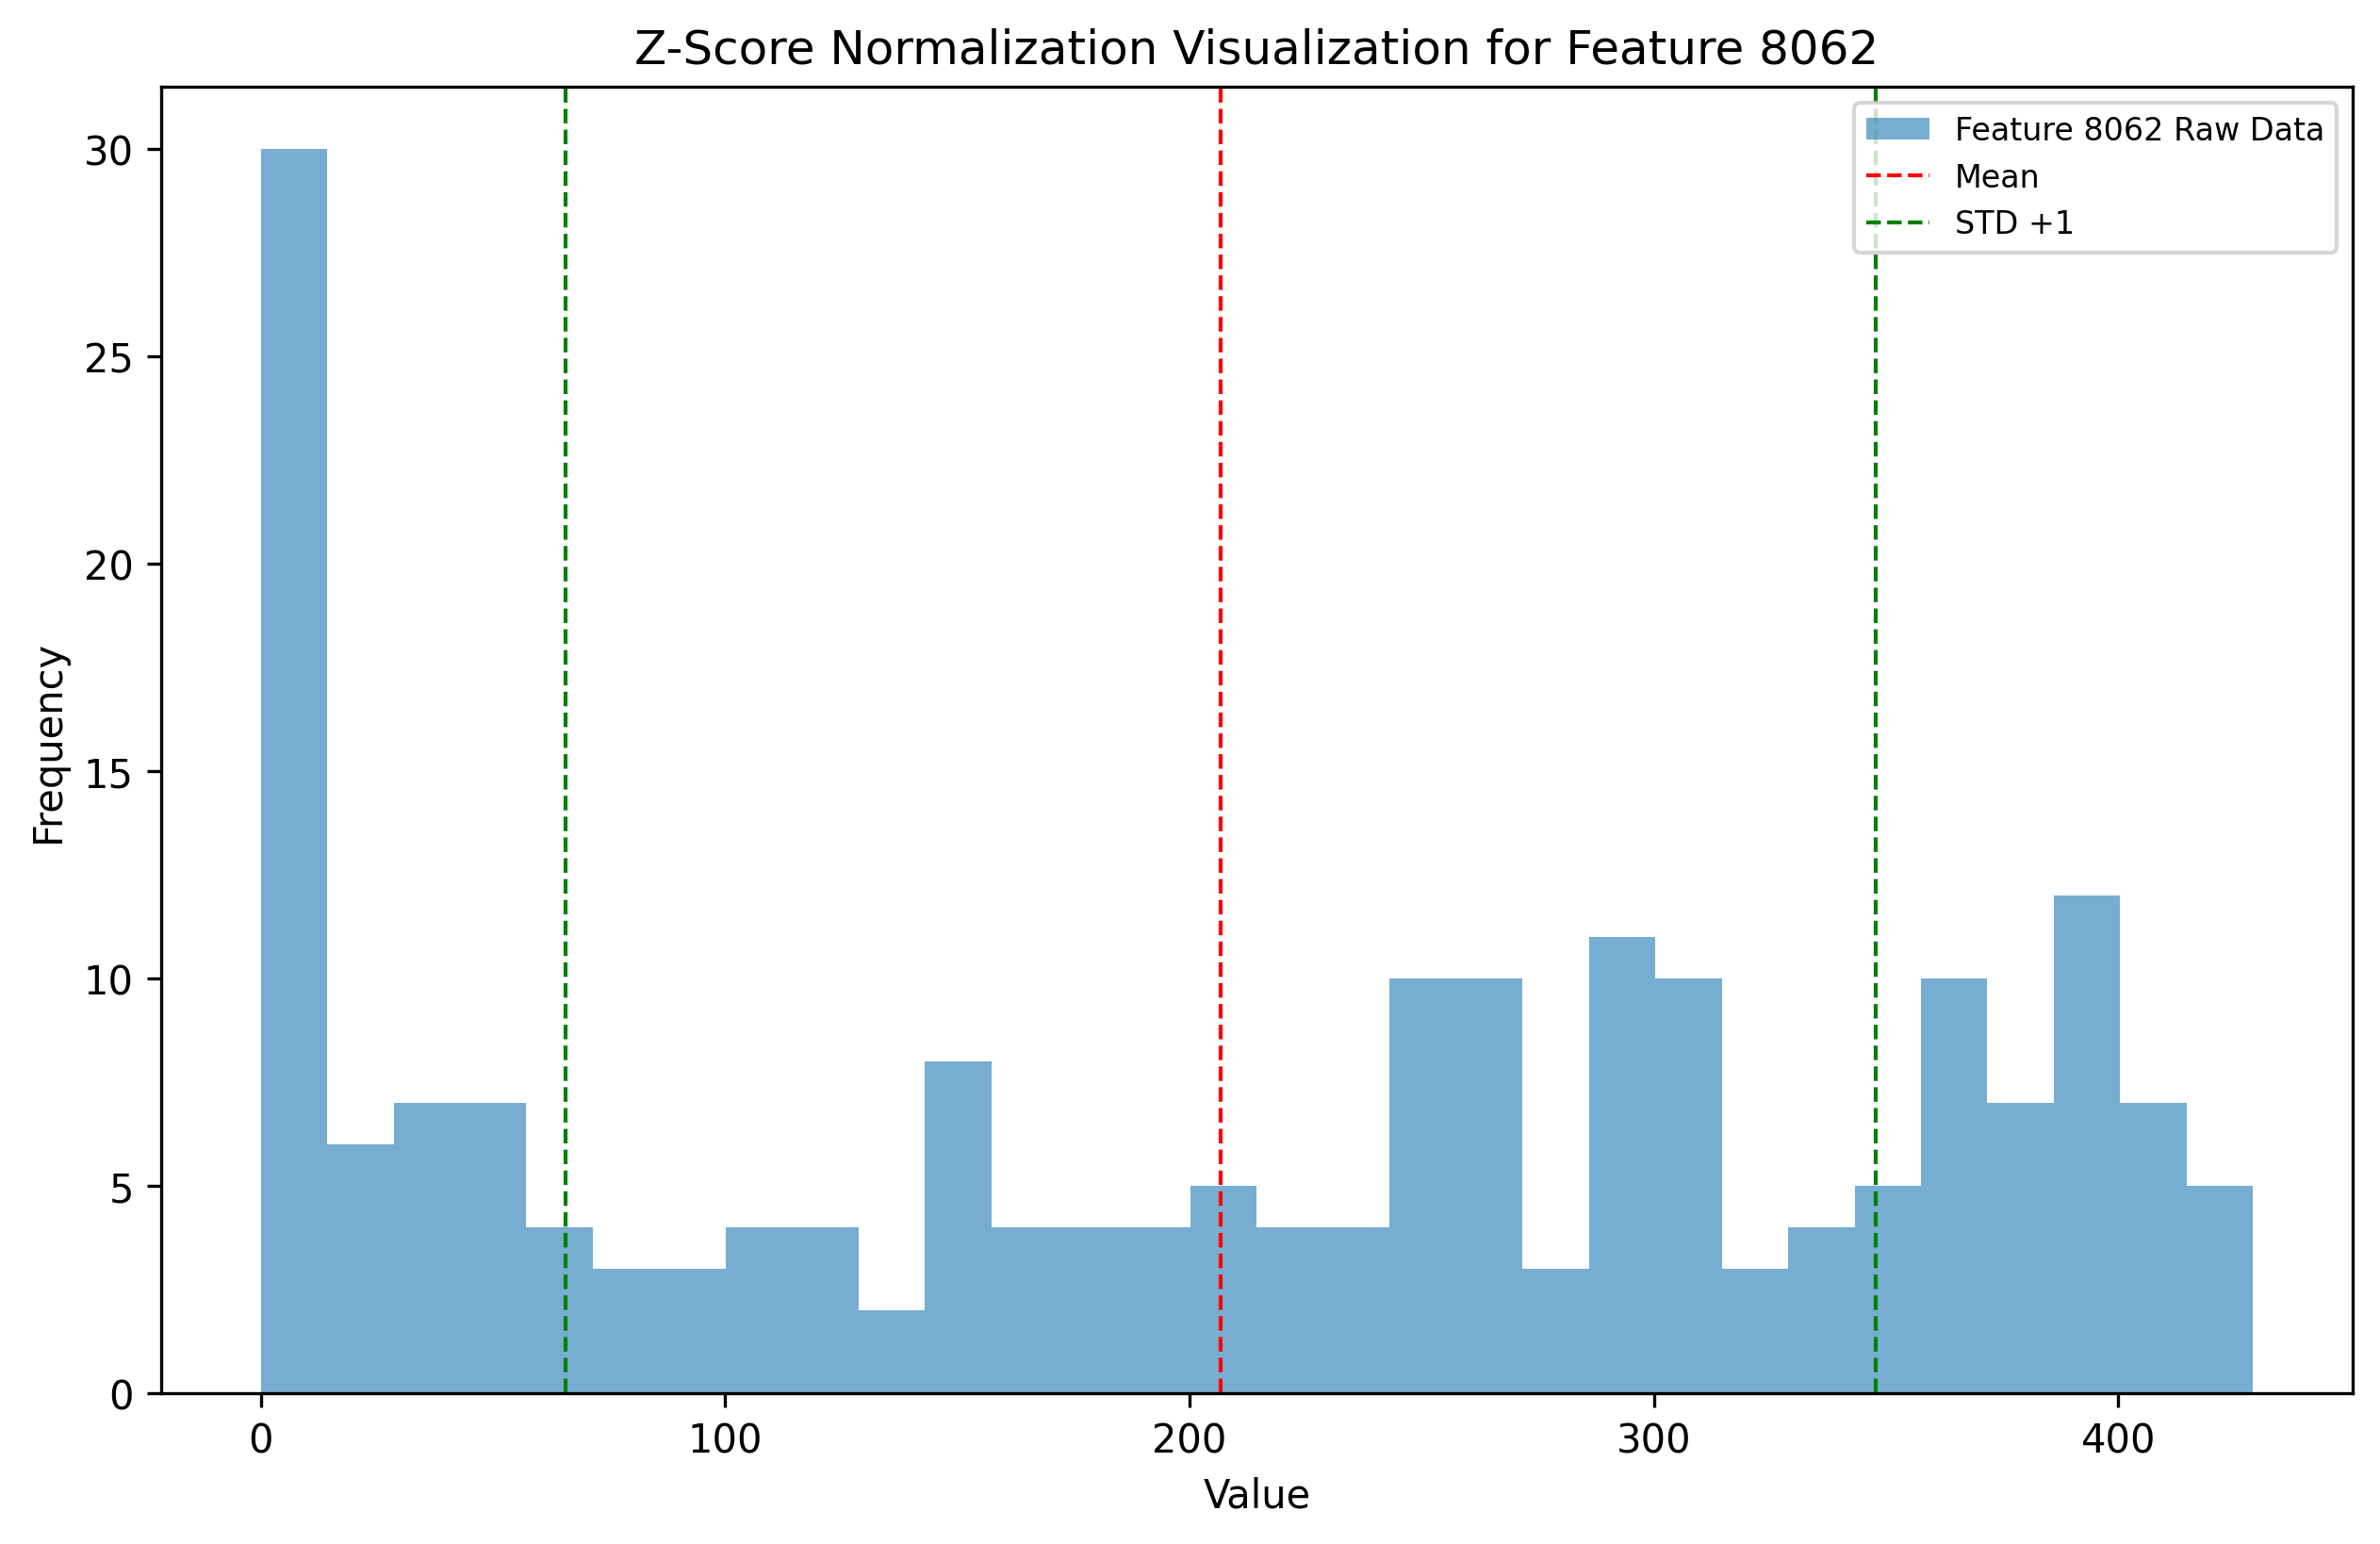 Z-Score Normalization Visualization for Feature 8062
Feature 8062 Raw Data
Mean
STD +1
30
25
20
15
10
5
0
Frequency
0 100 200 300 400
Value